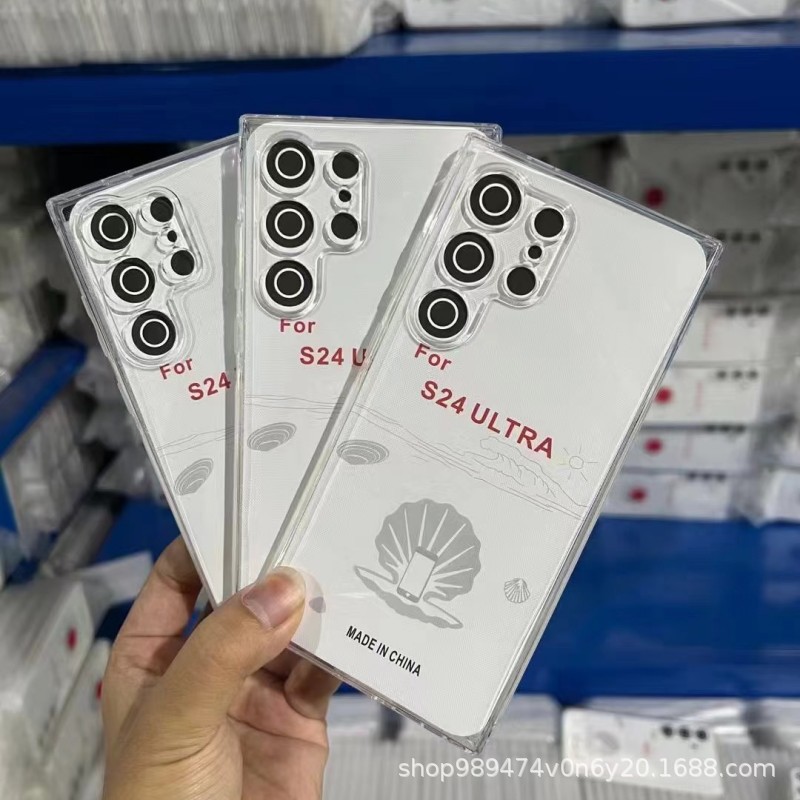 For
S24
For
S24 U
For
S24 ULTRA
MADE IN CHINA
shop989474v0n6y20.1688.com